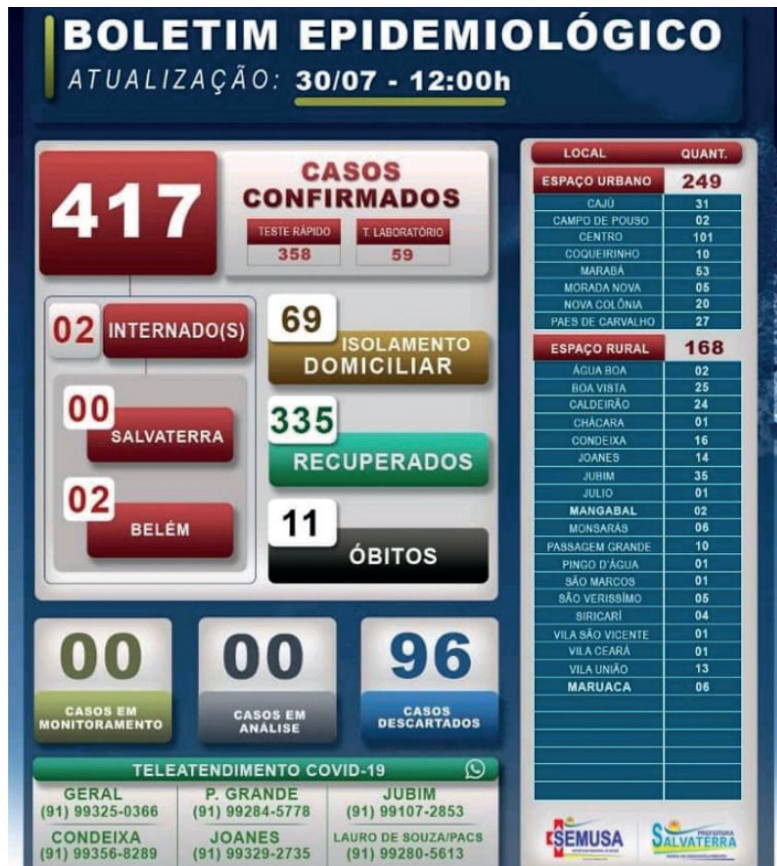 BOLETIM EPIDEMIOLÓGICO
ATUALIZAÇÃO: 30/07 - 12:00h
417
CASOS
CONFIRMADOS
TESTE RÁPIDO
358
T. LABORATÓRIO
59
02 INTERNADO(S)
00
SALVATERRA
02
BELÉM
69
ISOLAMENTO
DOMICILIAR
335
RECUPERADOS
11
ÓBITOS
00
CASOS EM
MONITORAMENTO
00
CASOS EM
ANÁLISE
96
CASOS
DESCARTADOS
TELEATENDIMENTO COVID-19
GERAL
(91) 99325-0366
P. GRANDE
(91) 99284-5778
JUBIM
(91) 99107-2853
CONDEIXA
(91) 99356-8289
JOANES
(91) 99329-2735
LAURO DE SOUZA/PACS
(91) 99280-5613
LOCAL QUANT.
ESPAÇO URBANO 249
CAJÚ 31
CAMPO DE POUSO 02
CENTRO 101
COQUEIRINHO 10
MARABÁ 53
MORADA NOVA 05
NOVA COLÔNIA 20
PAES DE CARVALHO 27
ESPAÇO RURAL 168
ÁGUA BOA 02
BOA VISTA 25
CALDEIRÃO 24
CHÁCARA 01
CONDEIXA 16
JOANES 14
JUBIM 35
JULIO 01
MANGABAL 02
MONSARÁS 06
PASSAGEM GRANDE 10
PINGO D'ÁGUA 01
SÃO MARCOS 01
SÃO VERISSÍMO 05
SIRICARÍ 04
VILA SÃO VICENTE 01
VILA CEARÁ 01
VILA UNIÃO 13
MARUACA 06
SEMUSA
PREFEITURA
SALVATERRA